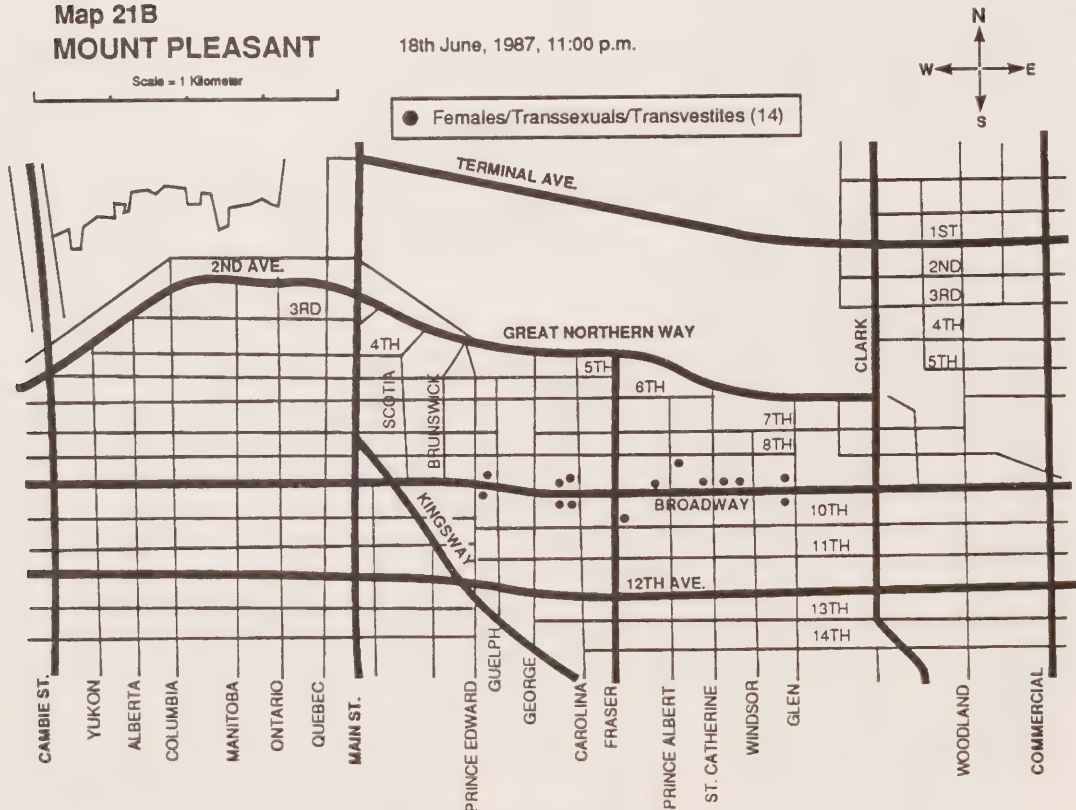 Map 21B
MOUNT PLEASANT
18th June, 1987, 11:00 p.m.
Scale = 1 Kilometer
N
W E
S
Females/Transsexuals/Transvestites (14)
TERMINAL AVE.
1ST
2ND AVE.
2ND
3RD
3RD
GREAT NORTHERN WAY
4TH
4TH
CLARK
5TH
5TH
6TH
SCOTIA
BRUNSWICK
7TH
8TH
KINGSWAY
BROADWAY
10TH
11TH
12TH AVE.
13TH
14TH
CAMBIE ST.
YUKON
ALBERTA
COLUMBIA
MANITOBA
ONTARIO
QUEBEC
MAIN ST.
PRINCE EDWARD
GUELPH
GEORGE
CAROLINA
FRASER
PRINCE ALBERT
ST. CATHERINE
WINDSOR
GLEN
WOODLAND
COMMERCIAL